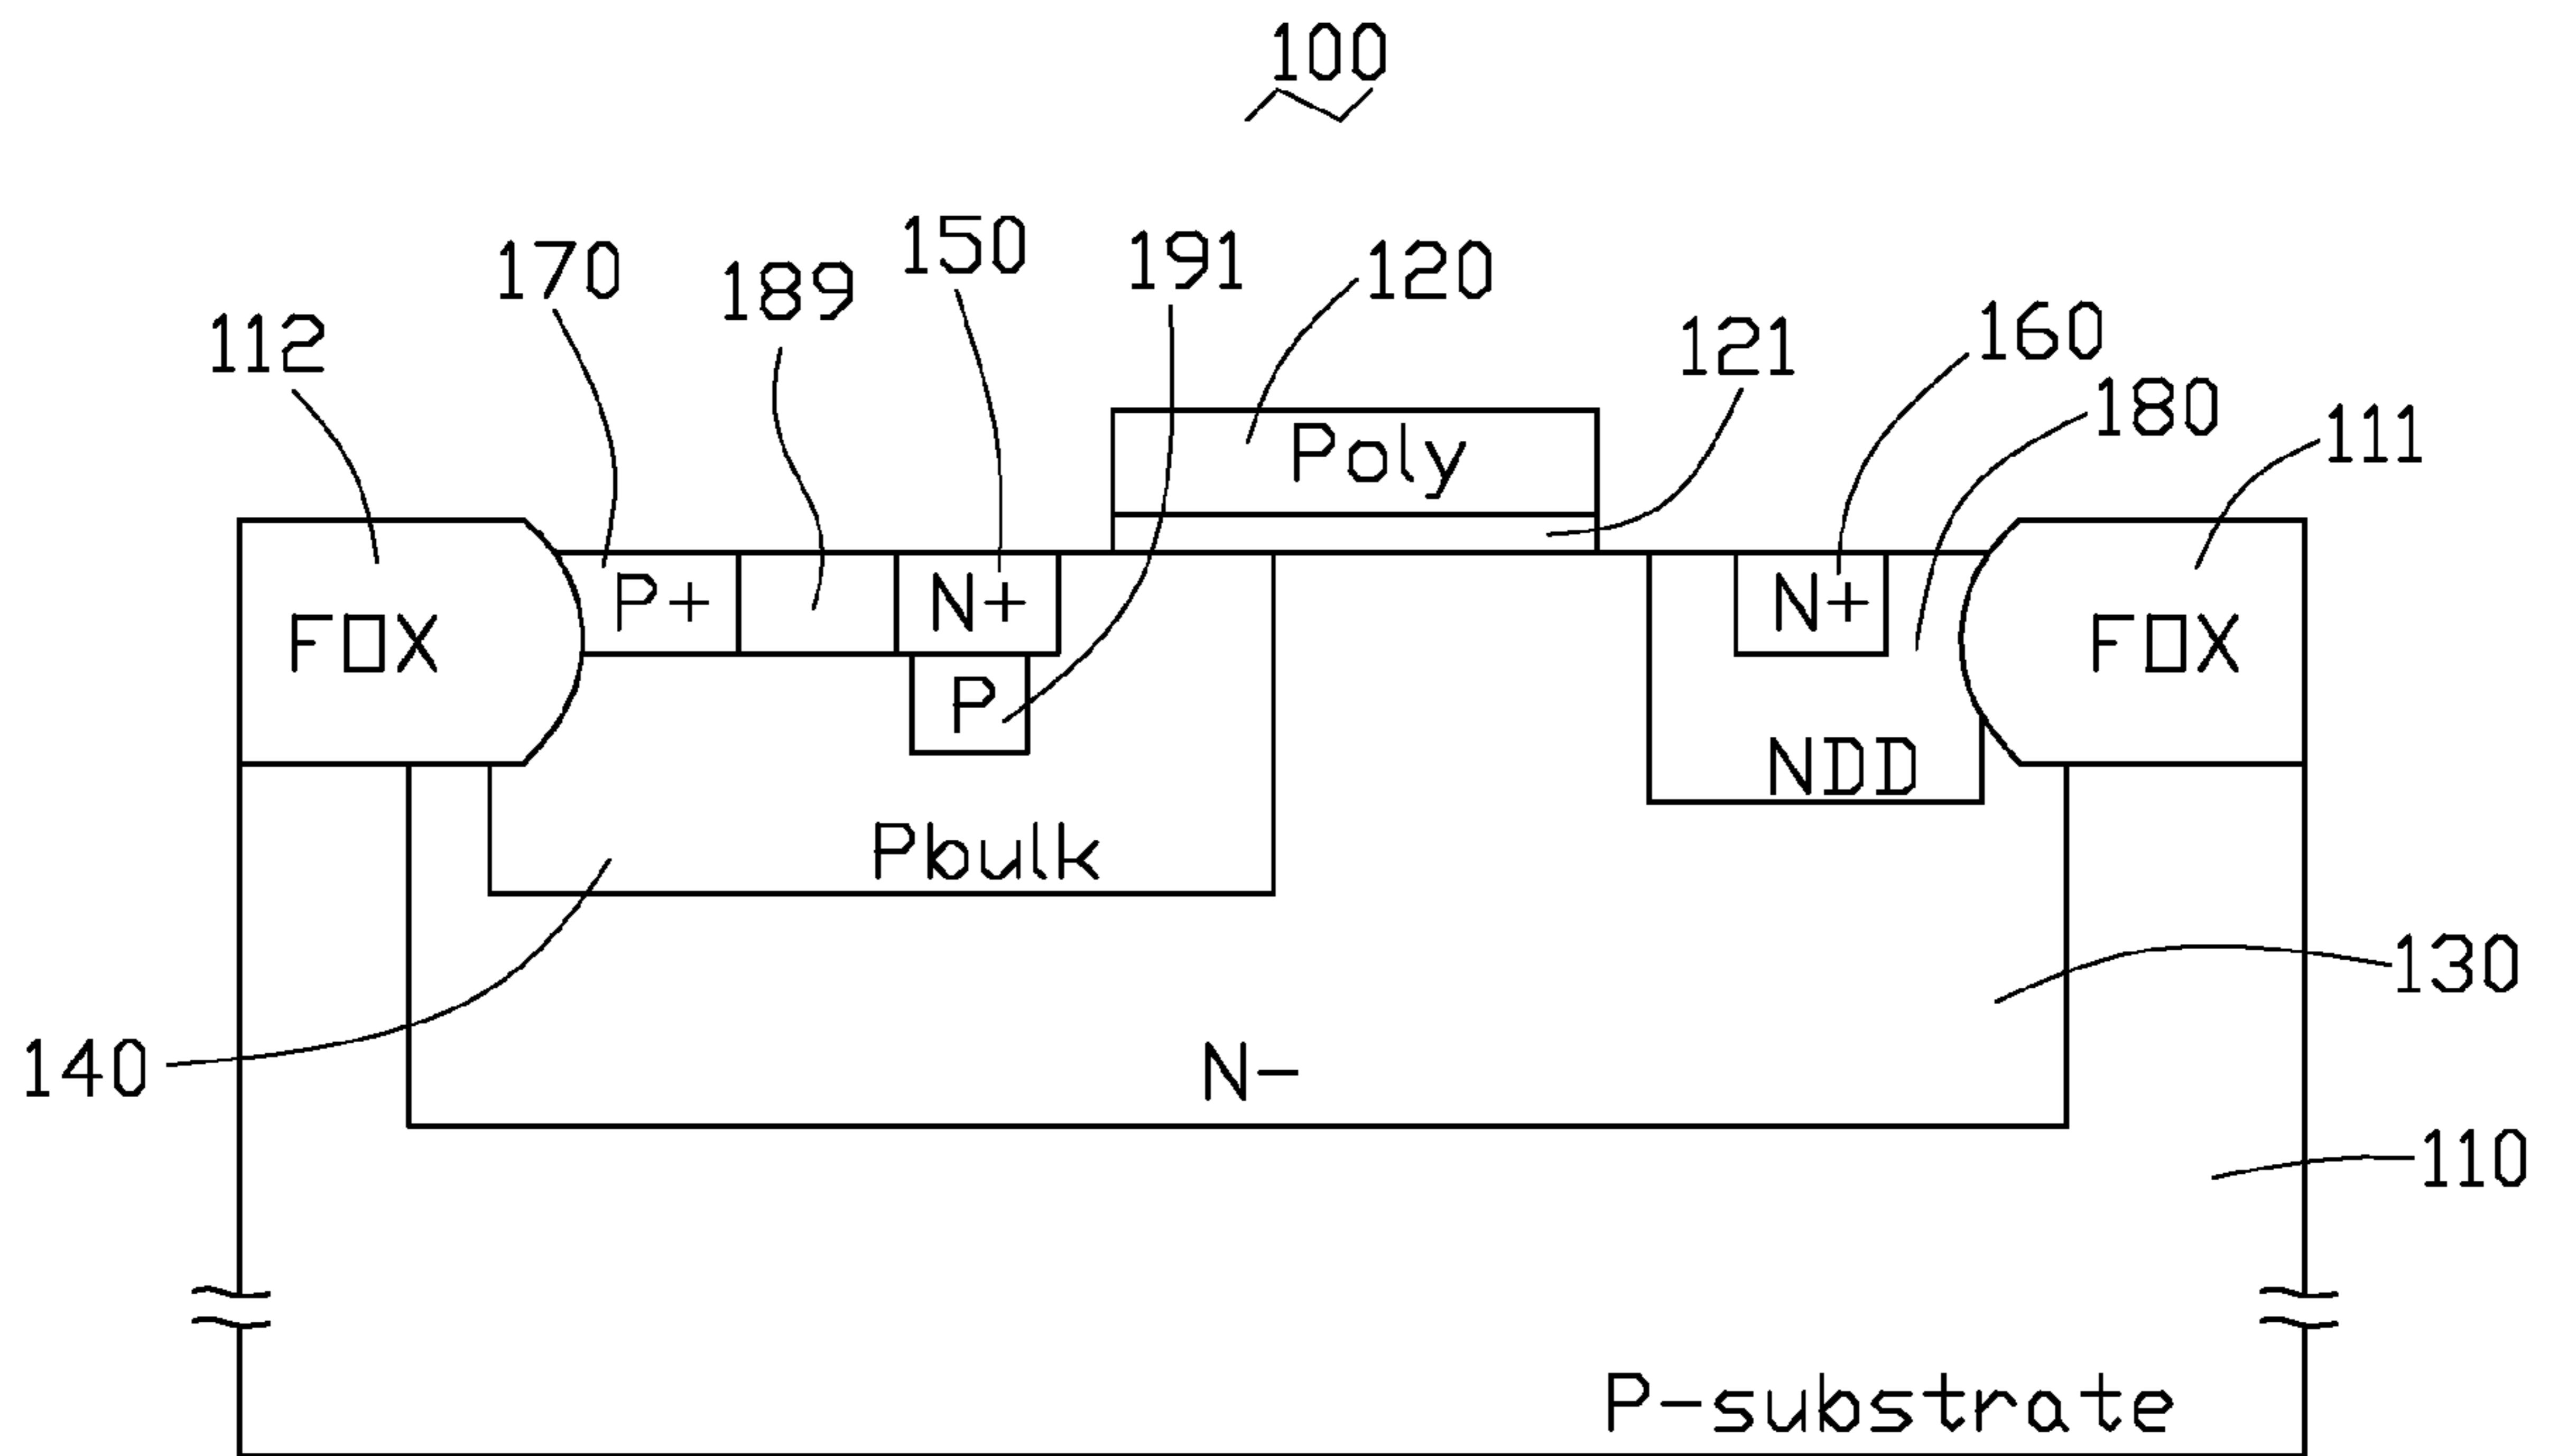 100
150
191
170
120
189
160
112
121
180
111
Poly
P+
N+
N+
FOX
FOX
P
NDD
Pbulk
130
140
N-
110
P-substrate